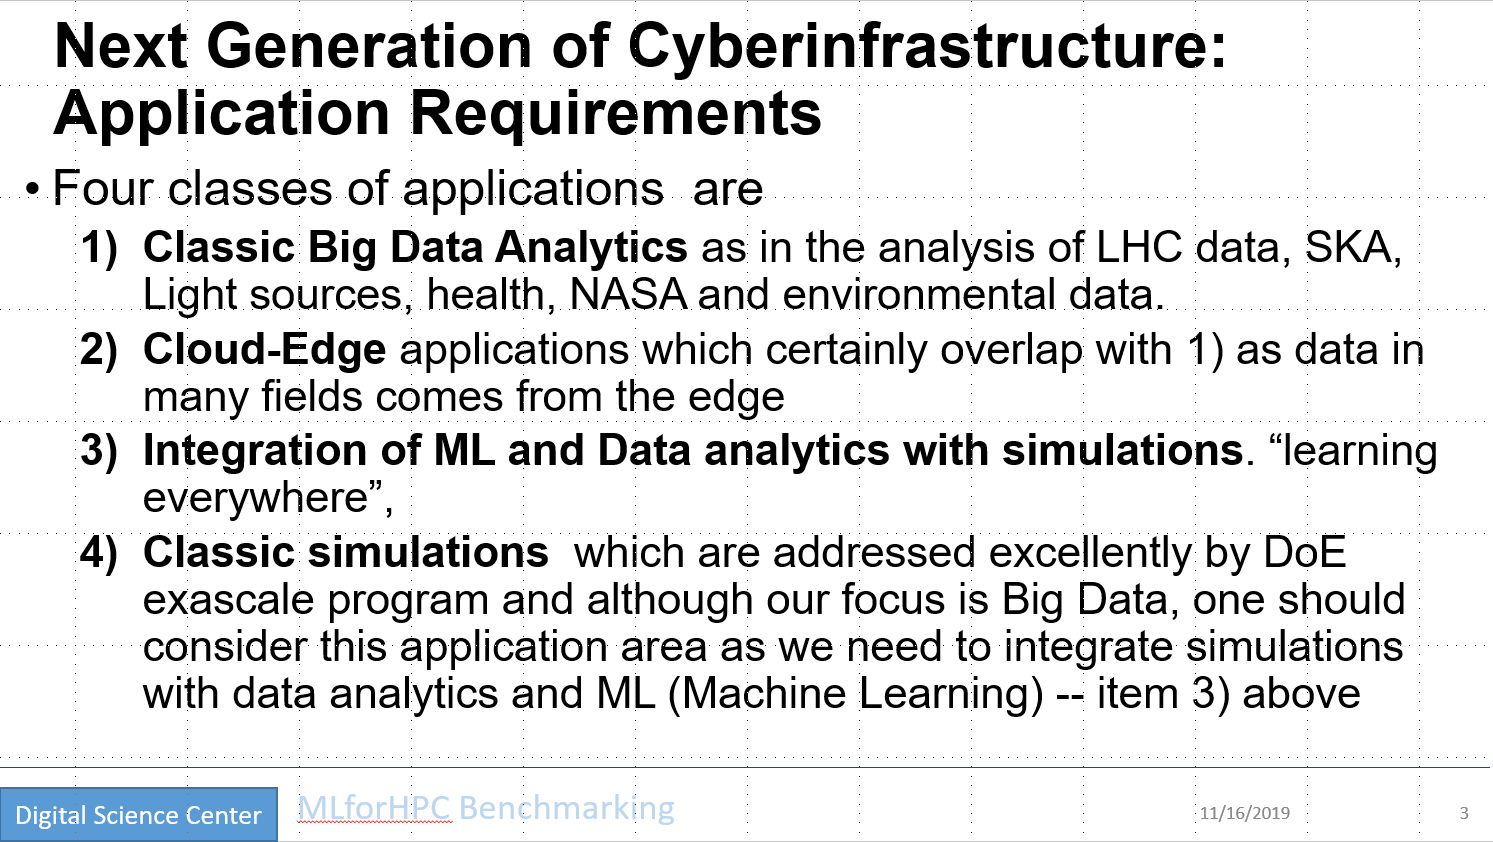 Next Generation of Cyberinfrastructure:
Application Requirements
• Four classes of applications  are
1) Classic Big Data Analytics as in the analysis of LHC data, SKA,
Light sources, health, NASA and environmental data.
2) Cloud-Edge applications which certainly overlap with 1) as data in
many fields comes from the edge
3) Integration of ML and Data analytics with simulations. “learning
everywhere”,
4) Classic simulations  which are addressed excellently by DoE
exascale program and although our focus is Big Data, one should
consider this application area as we need to integrate simulations
with data analytics and ML (Machine Learning) -- item 3) above
Digital Science Center
MLforHPC Benchmarking
11/16/2019
3